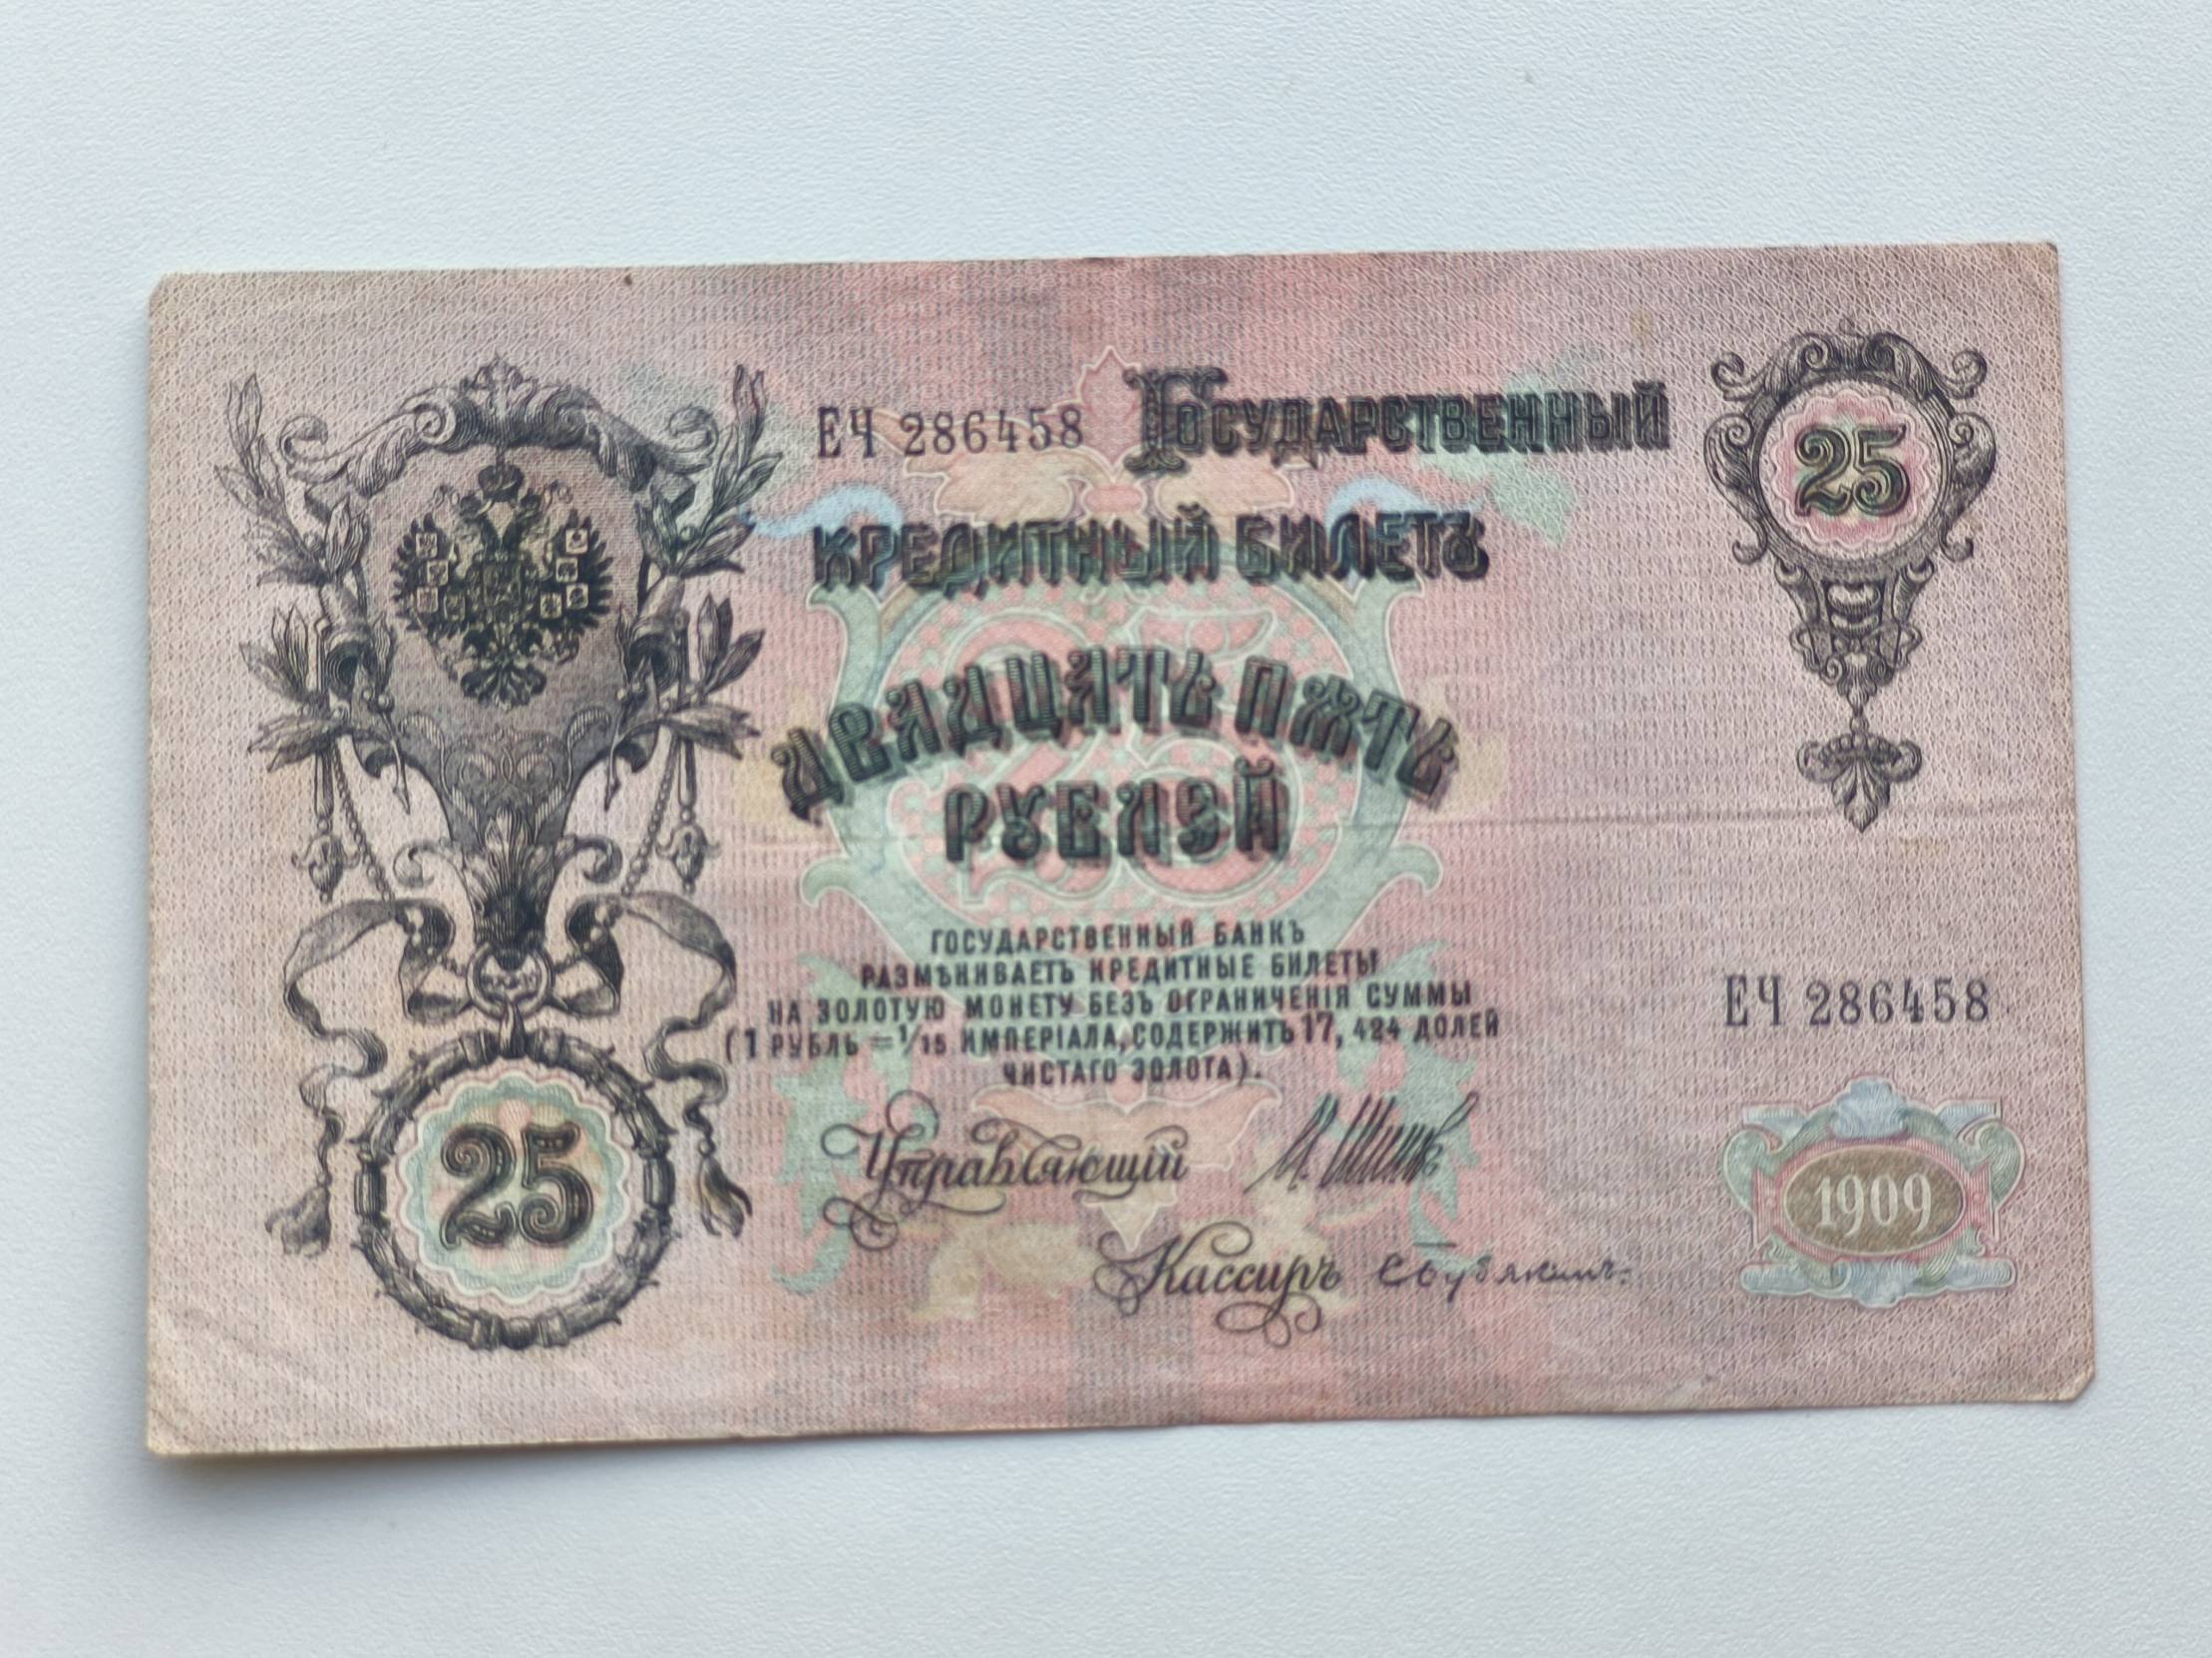 ЕЧ 286458 Государственный
25
кредитный билетъ
двадцать пять
рублей
Государственный Банкъ
размѣниваетъ кредитные билеты
на золотую монету безъ ограниченія суммы
(1 рубль = 1/15 имперіала, содержитъ 17, 424 долей
чистаго золота).
ЕЧ 286458
25
Управляющій И. Шипов
Кассиръ
1909